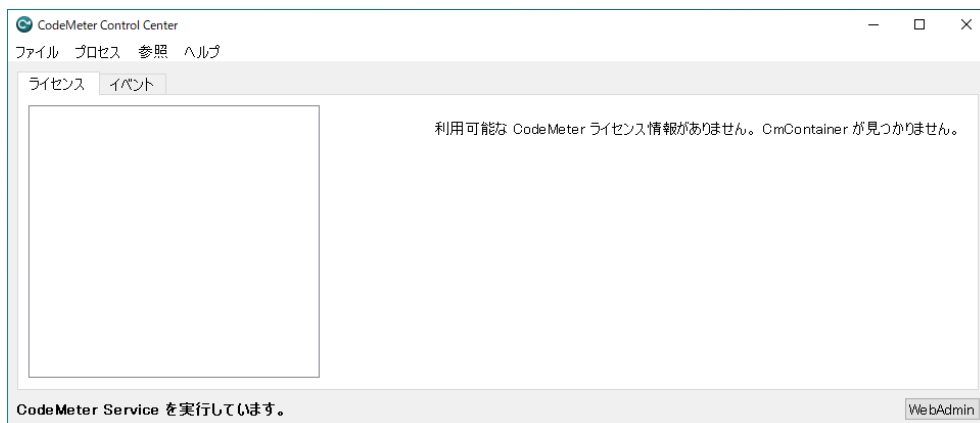 CodeMeter Control Center
ファイル プロセス 参照 ヘルプ
ライセンス イベント
利用可能な CodeMeter ライセンス情報がありません。CmContainer が見つかりません。
CodeMeter Service を実行しています。 WebAdmin